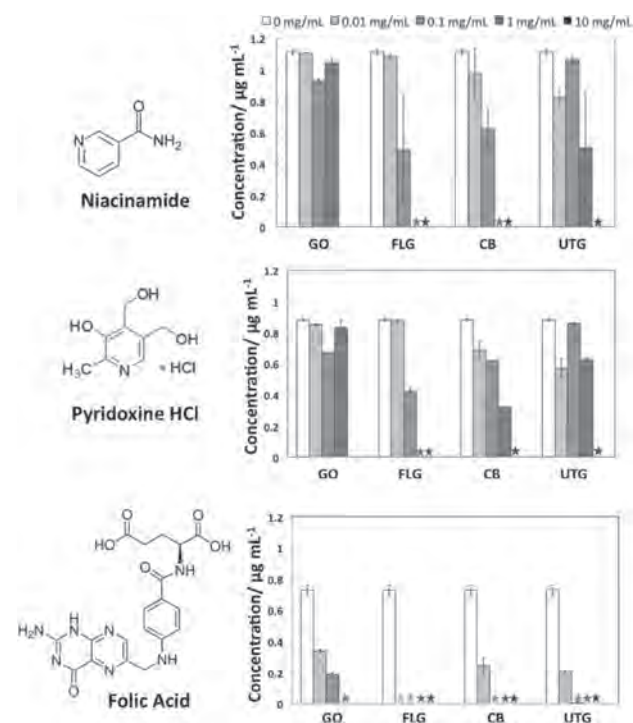 0 mg/mL 0.01 mg/mL 0.1 mg/mL 1 mg/mL 10 mg/mL
Concentration/ µg mL⁻¹
1.2
1
0.8
0.6
0.4
0.2
0
★★
★★
★
GO FLG CB UTG
O
N
NH₂
Niacinamide
Concentration/ µg mL⁻¹
1.2
1
0.8
0.6
0.4
0.2
0
★★
★
★
GO FLG CB UTG
OH
HO
OH
H₃C
N
• HCl
Pyridoxine HCl
Concentration/ µg mL⁻¹
1.2
1
0.8
0.6
0.4
0.2
0
★
★★★★
★★★
★★★
GO FLG CB UTG
O O
HO OH
O
NH
H
H₂N N N
N N NH
O
Folic Acid